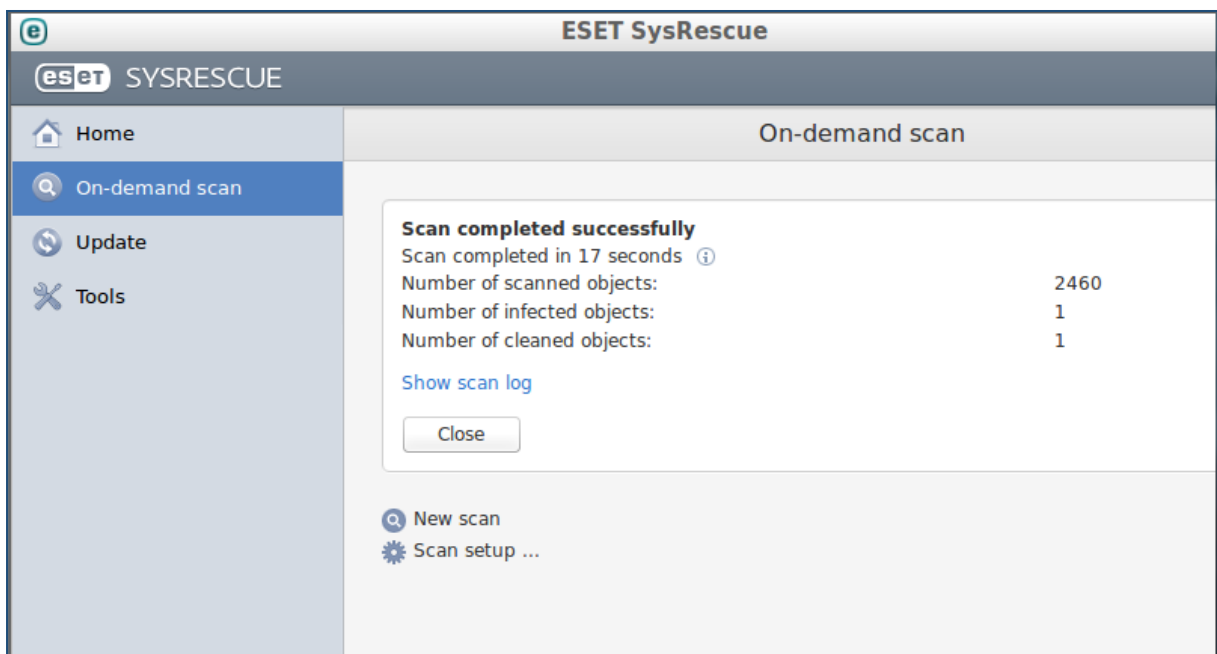 ESET SysRescue
eset SYSRESCUE
Home
On-demand scan
Update
Tools
On-demand scan
Scan completed successfully
Scan completed in 17 seconds
Number of scanned objects: 2460
Number of infected objects: 1
Number of cleaned objects: 1
Show scan log
Close
New scan
Scan setup ...